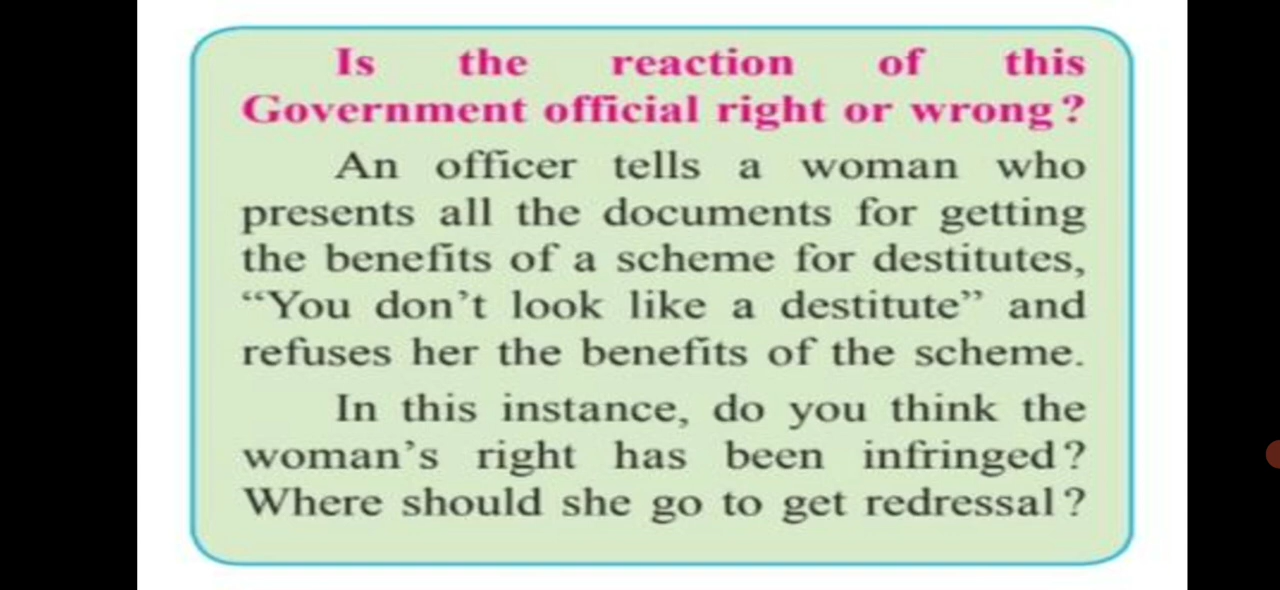 Is the reaction of this
Government official right or wrong?
An officer tells a woman who
presents all the documents for getting
the benefits of a scheme for destitutes,
“You don’t look like a destitute” and
refuses her the benefits of the scheme.
In this instance, do you think the
woman’s right has been infringed?
Where should she go to get redressal?